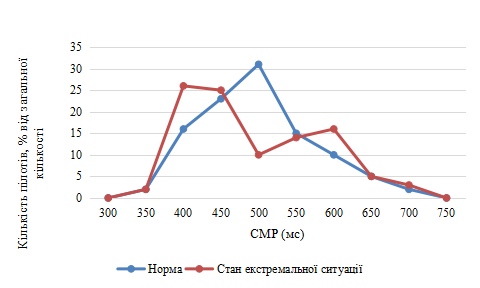 Кількість пілотів, % від загальної
кількості
35
30
25
20
15
10
5
0
300 350 400 450 500 550 600 650 700 750
СМР (мс)
Норма Стан екстремальної ситуації